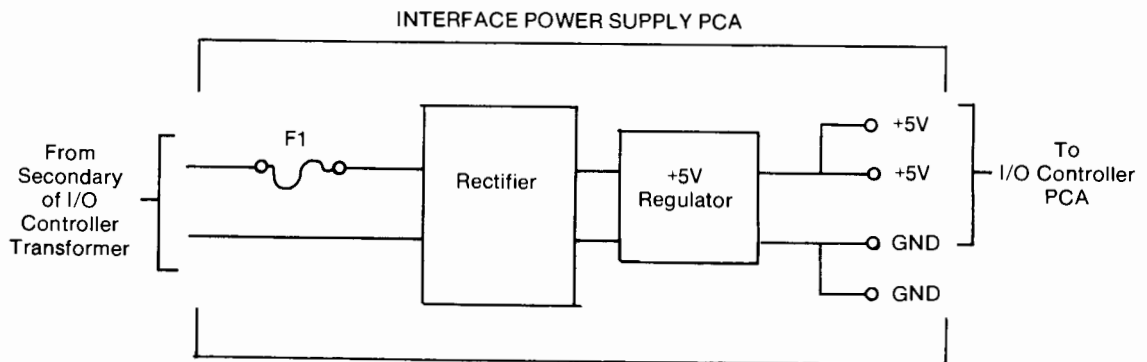 INTERFACE POWER SUPPLY PCA
From
Secondary
of I/O
Controller
Transformer
F1
Rectifier
+5V
Regulator
+5V
+5V
GND
GND
To
I/O Controller
PCA